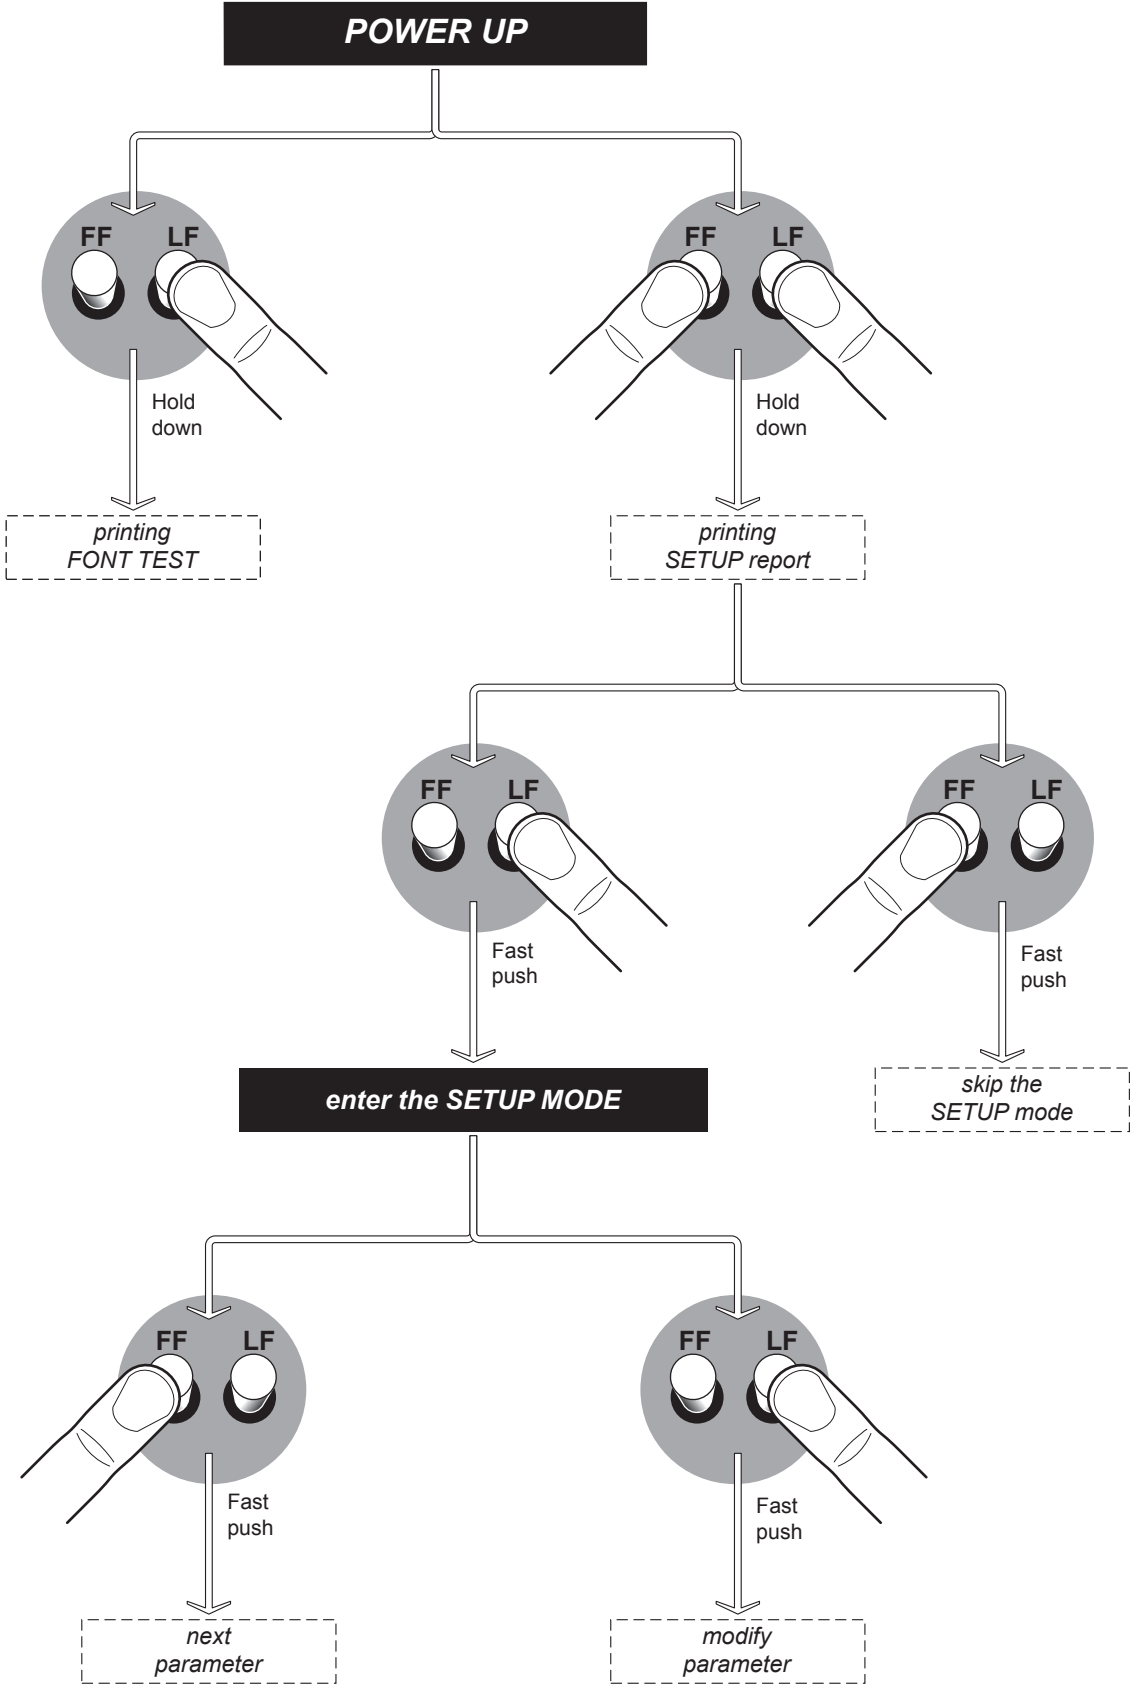 POWER UP
FF LF
FF LF
Hold
down
Hold
down
printing
FONT TEST
printing
SETUP report
FF LF
FF LF
Fast
push
Fast
push
enter the SETUP MODE
skip the
SETUP mode
FF LF
FF LF
Fast
push
Fast
push
next
parameter
modify
parameter